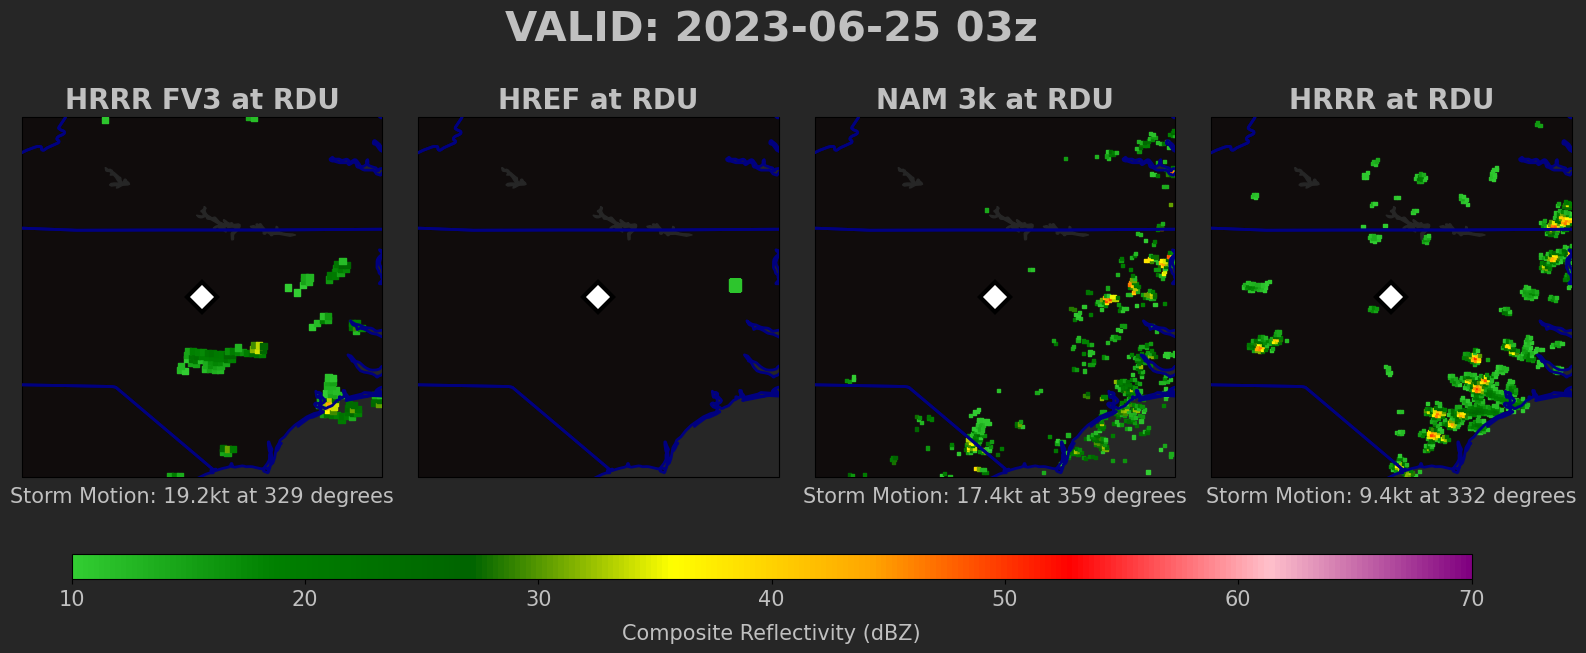 VALID: 2023-06-25 03z
HRRR FV3 at RDU
HREF at RDU
NAM 3k at RDU
HRRR at RDU
Storm Motion: 19.2kt at 329 degrees
Storm Motion: 17.4kt at 359 degrees
Storm Motion: 9.4kt at 332 degrees
10 20 30 40 50 60 70
Composite Reflectivity (dBZ)